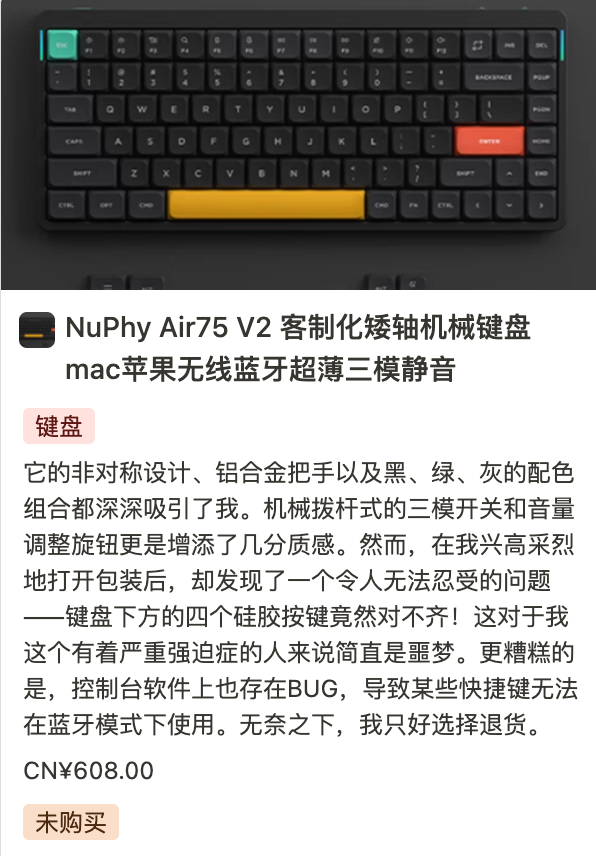 ESC F1 F2 F3 F4 F5 F6 F7 F8 F9 F10 F11 F12 INS DEL
~ ! @ # $ % ^ & * ( ) _ + BACKSPACE PGUP
` 1 2 3 4 5 6 7 8 9 0 - =
TAB Q W E R T Y U I O P { } | PGDN
[ ] \
CAPS A S D F G H J K L : " ENTER HOME
; '
SHIFT Z X C V B N M < > ? SHIFT END
, . /
CTRL OPT CMD CMD FN CTRL
ALT ALT
NuPhy Air75 V2 客制化矮轴机械键盘
mac苹果无线蓝牙超薄三模静音
键盘
它的非对称设计、铝合金把手以及黑、绿、灰的配色
组合都深深吸引了我。机械拨杆式的三模开关和音量
调整旋钮更是增添了几分质感。然而，在我兴高采烈
地打开包装后，却发现了一个令人无法忍受的问题
——键盘下方的四个硅胶按键竟然对不齐！这对于我
这个有着严重强迫症的人来说简直是噩梦。更糟糕的
是，控制台软件上也存在BUG，导致某些快捷键无法
在蓝牙模式下使用。无奈之下，我只好选择退货。
CN¥608.00
未购买